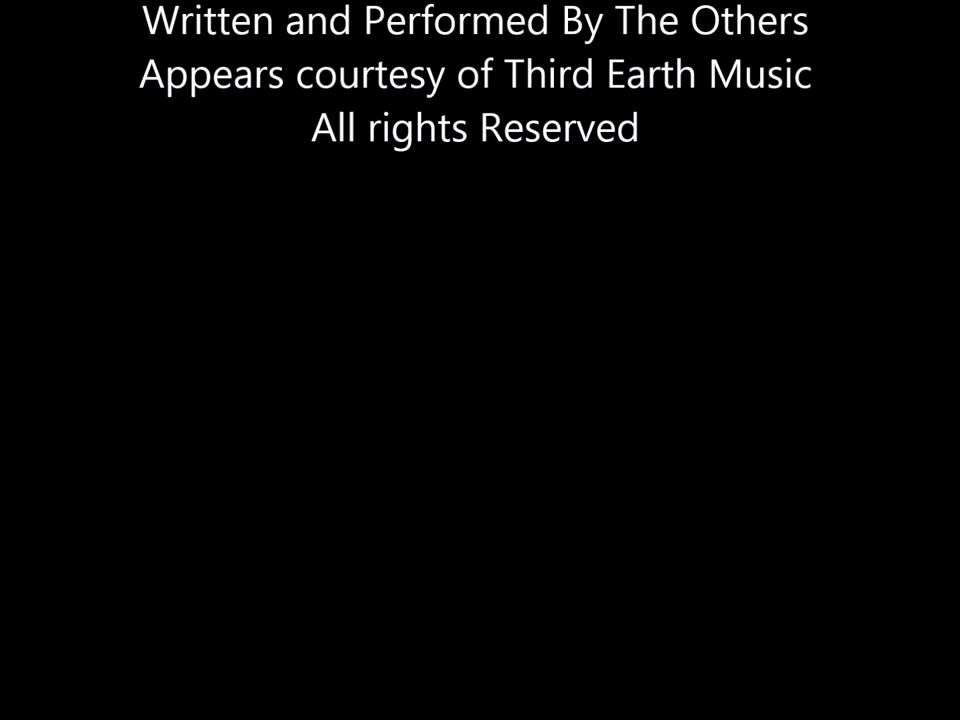 Written and Performed By The Others
Appears courtesy of Third Earth Music
All rights Reserved